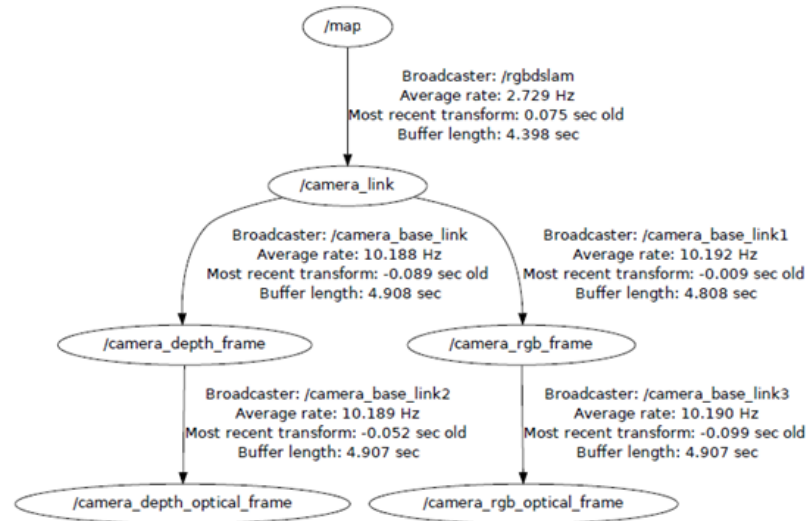 /map
Broadcaster: /rgbdslam
Average rate: 2.729 Hz
Most recent transform: 0.075 sec old
Buffer length: 4.398 sec
/camera_link
Broadcaster: /camera_base_link
Average rate: 10.188 Hz
Most recent transform: -0.089 sec old
Buffer length: 4.908 sec
Broadcaster: /camera_base_link1
Average rate: 10.192 Hz
Most recent transform: -0.009 sec old
Buffer length: 4.808 sec
/camera_depth_frame
/camera_rgb_frame
Broadcaster: /camera_base_link2
Average rate: 10.189 Hz
Most recent transform: -0.052 sec old
Buffer length: 4.907 sec
Broadcaster: /camera_base_link3
Average rate: 10.190 Hz
Most recent transform: -0.099 sec old
Buffer length: 4.907 sec
/camera_depth_optical_frame
/camera_rgb_optical_frame